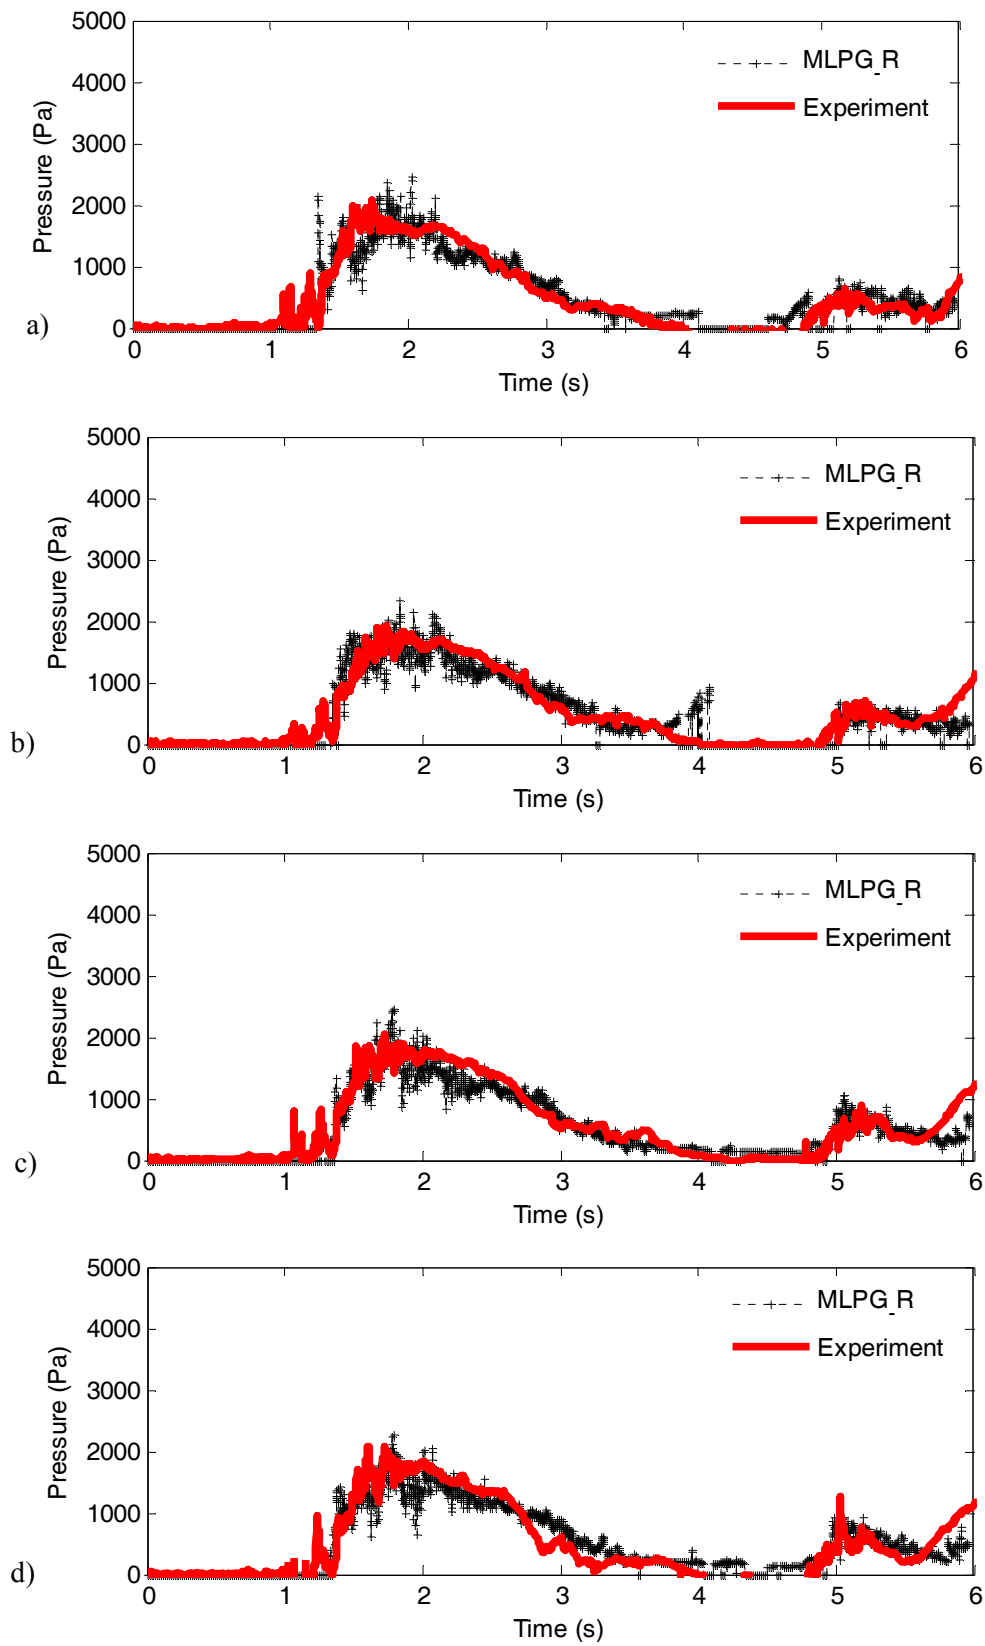 5000
4000
3000
2000
1000
0
Pressure (Pa)
MLPG_R
Experiment
a)
0 1 2 3 4 5 6
Time (s)
5000
4000
3000
2000
1000
0
Pressure (Pa)
MLPG_R
Experiment
b)
0 1 2 3 4 5 6
Time (s)
5000
4000
3000
2000
1000
0
Pressure (Pa)
MLPG_R
Experiment
c)
0 1 2 3 4 5 6
Time (s)
5000
4000
3000
2000
1000
0
Pressure (Pa)
MLPG_R
Experiment
d)
0 1 2 3 4 5 6
Time (s)